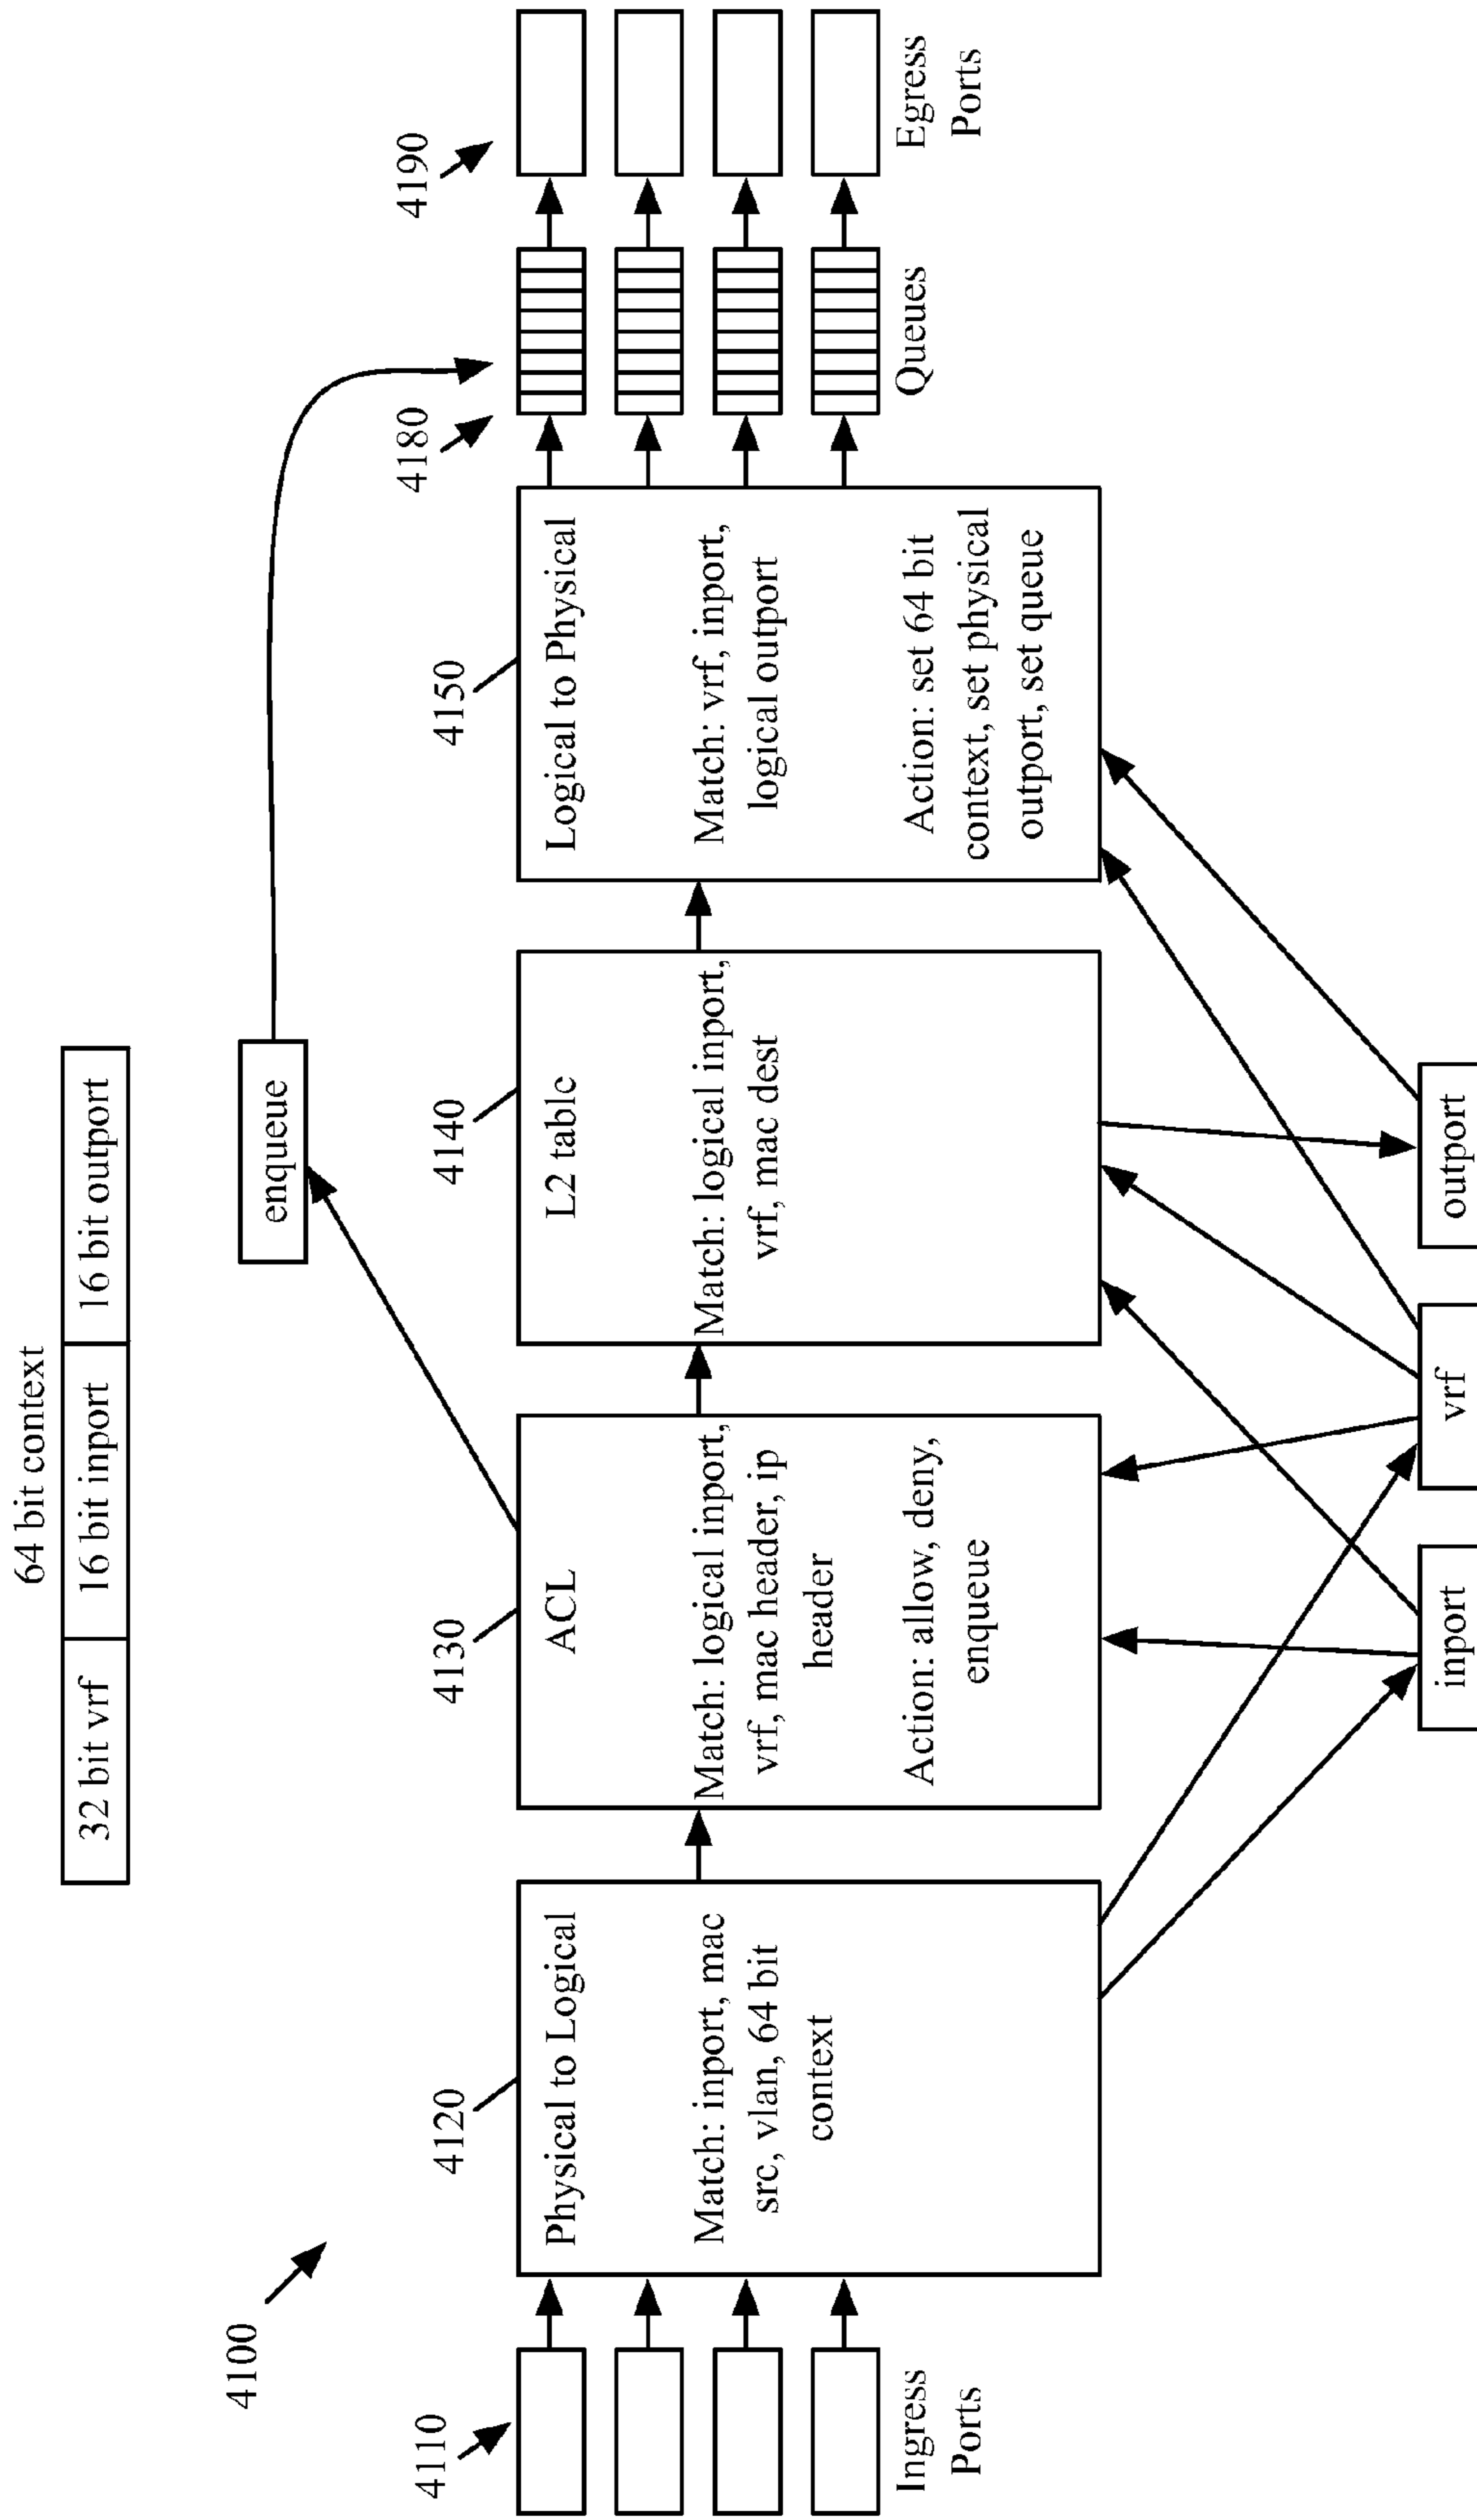 64 bit context
32 bit vrf
16 bit inport
16 bit outport
4100
enqueue
4110
4120
4130
4140
4150
4180
4190
Physical to Logical
Match: inport, mac
src, vlan, 64 bit
context
ACL
Match: logical inport,
vrf, mac header, ip
header
Action: allow, deny,
enqueue
L2 table
Match: logical inport,
vrf, mac dest
Logical to Physical
Match: vrf, inport,
logical outport
Action: set 64 bit
context, set physical
outport, set queue
Ingress
Ports
Queues
Egress
Ports
inport
vrf
outport